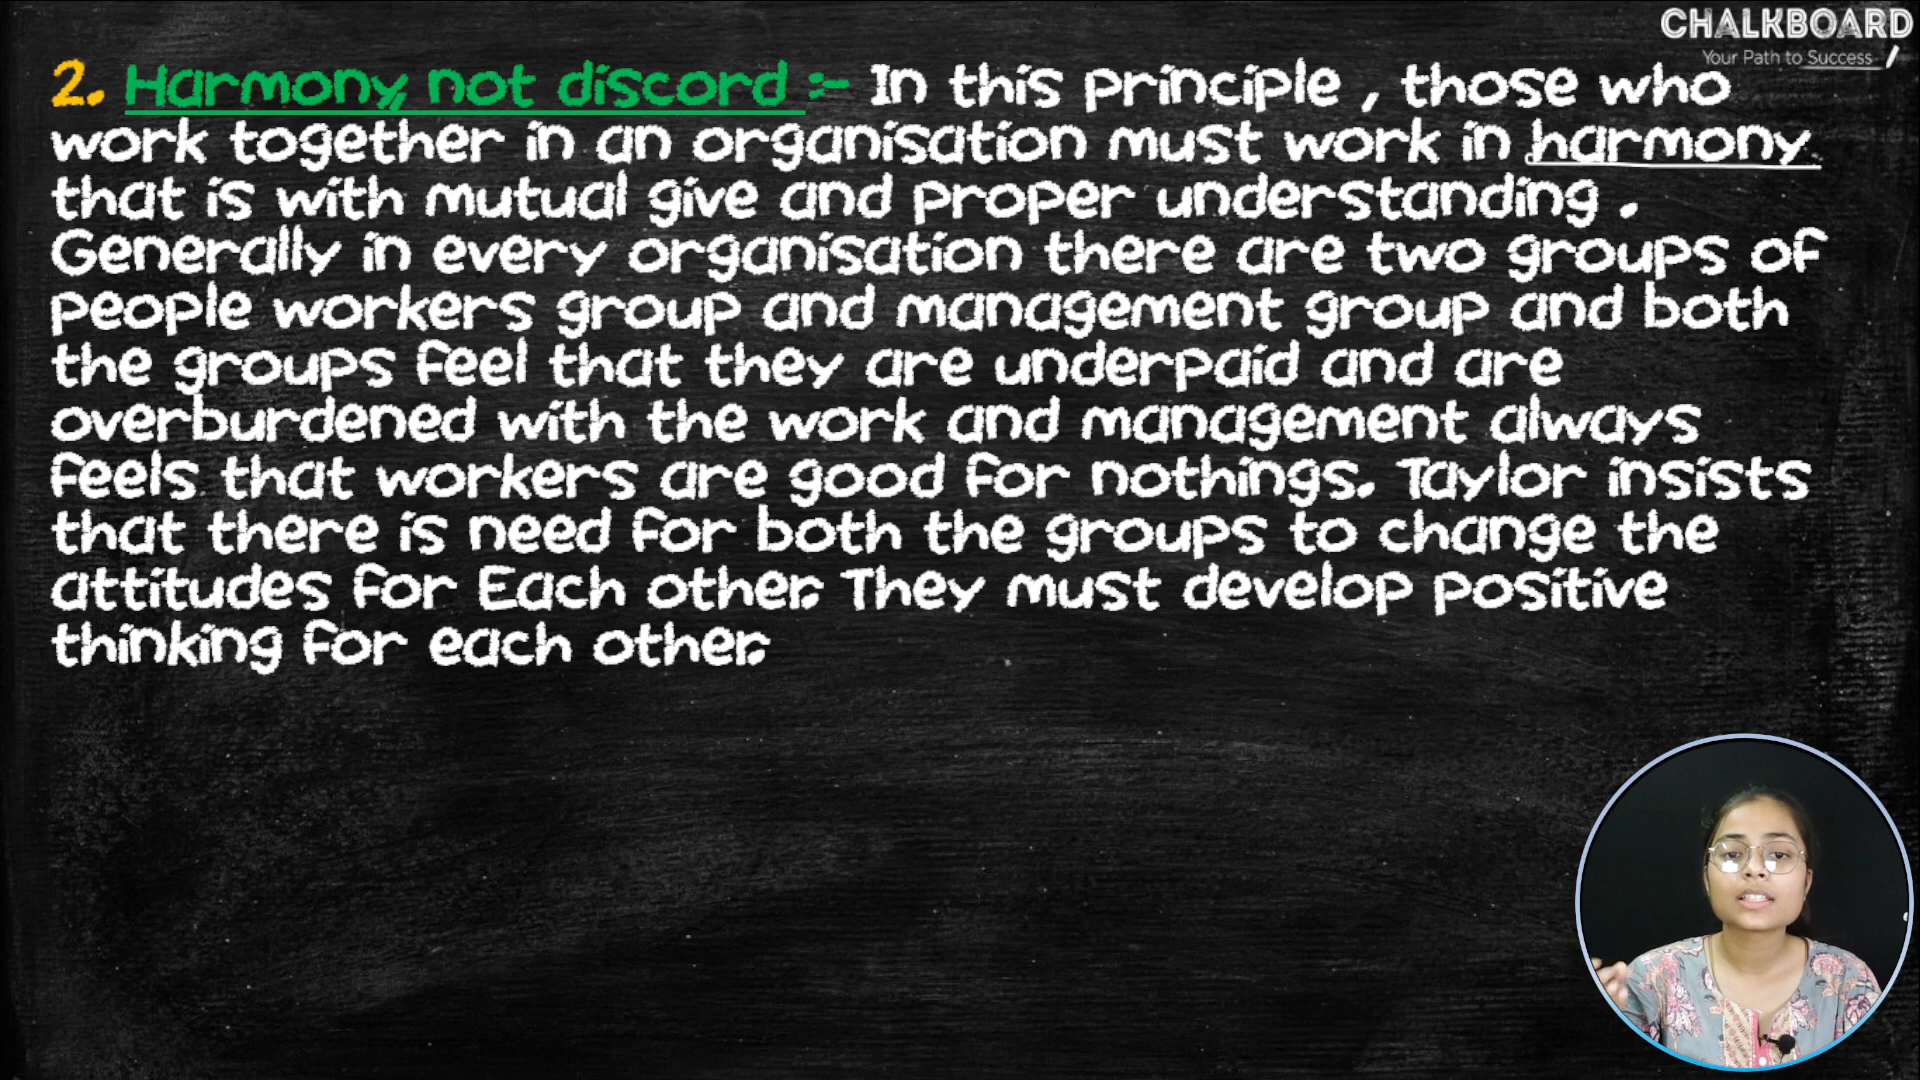 CHALKBOARD
Your Path to Success
2. Harmony, not discord :- In this principle , those who
work together in an organisation must work in harmony
that is with mutual give and proper understanding .
Generally in every organisation there are two groups of
people workers group and management group and both
the groups feel that they are underpaid and are
overburdened with the work and management always
feels that workers are good for nothings. Taylor insists
that there is need for both the groups to change the
attitudes for Each other. They must develop positive
thinking for each other.